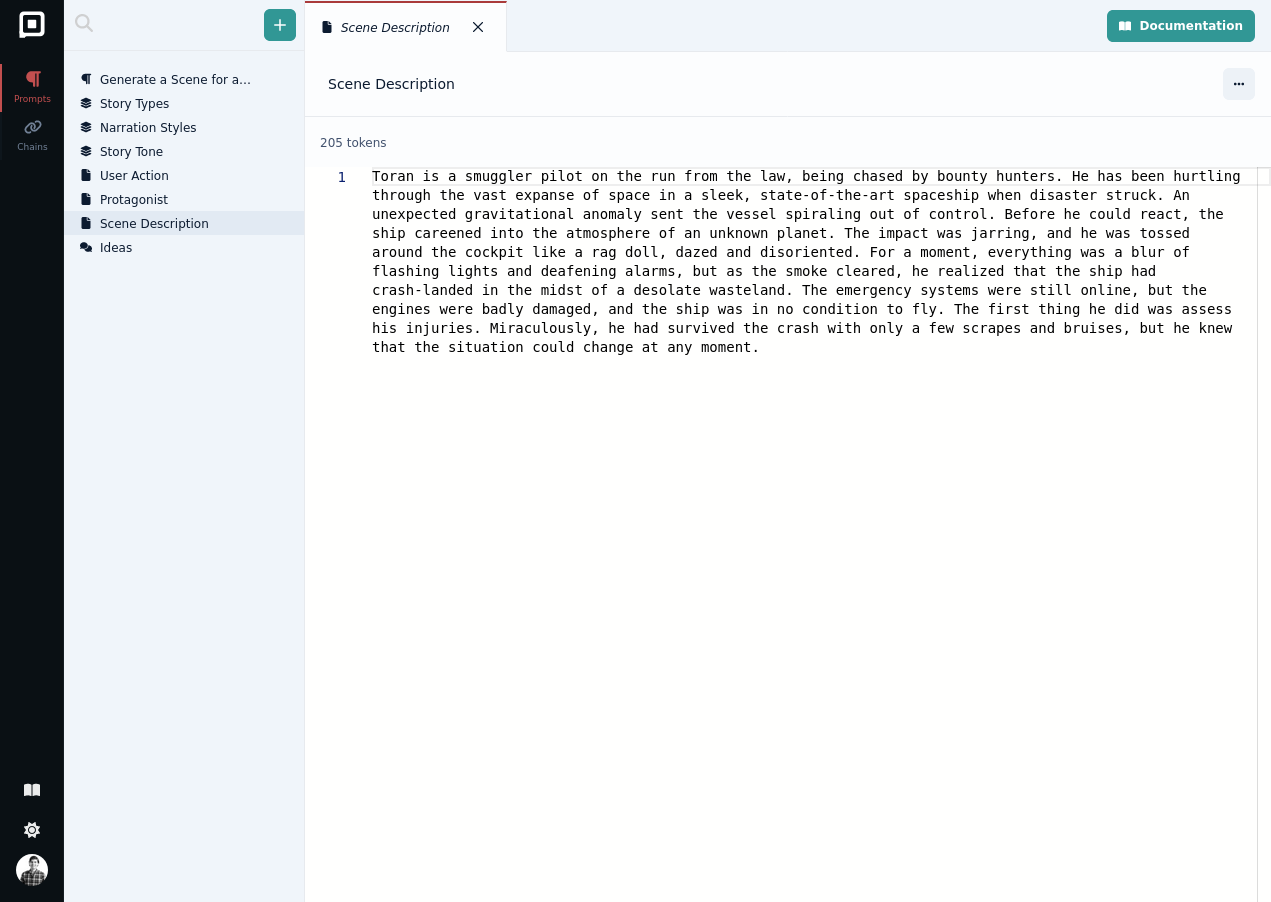 Scene Description
Documentation
Prompts
Chains
Generate a Scene for a...
Story Types
Narration Styles
Story Tone
User Action
Protagonist
Scene Description
Ideas
Scene Description
205 tokens
1
Toran is a smuggler pilot on the run from the law, being chased by bounty hunters. He has been hurtling
through the vast expanse of space in a sleek, state-of-the-art spaceship when disaster struck. An
unexpected gravitational anomaly sent the vessel spiraling out of control. Before he could react, the
ship careened into the atmosphere of an unknown planet. The impact was jarring, and he was tossed
around the cockpit like a rag doll, dazed and disoriented. For a moment, everything was a blur of
flashing lights and deafening alarms, but as the smoke cleared, he realized that the ship had
crash-landed in the midst of a desolate wasteland. The emergency systems were still online, but the
engines were badly damaged, and the ship was in no condition to fly. The first thing he did was assess
his injuries. Miraculously, he had survived the crash with only a few scrapes and bruises, but he knew
that the situation could change at any moment.